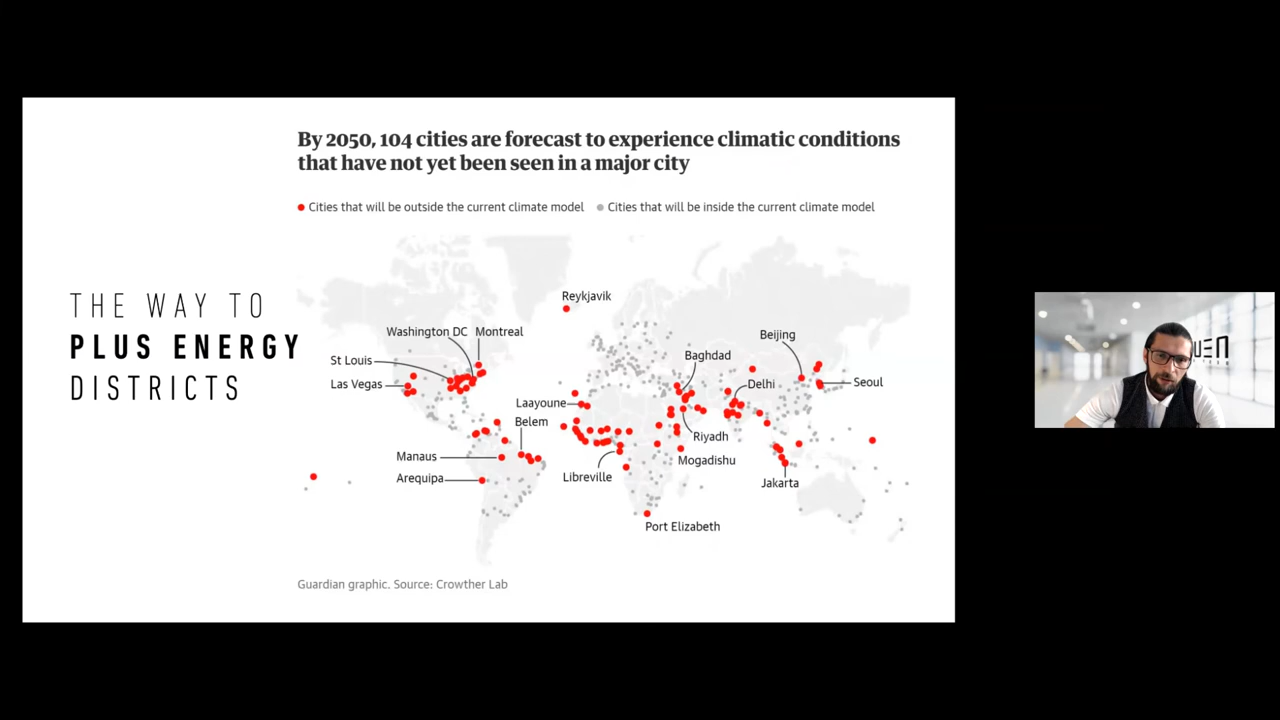 By 2050, 104 cities are forecast to experience climatic conditions
that have not yet been seen in a major city
Cities that will be outside the current climate model
Cities that will be inside the current climate model
THE WAY TO
PLUS ENERGY
DISTRICTS
Reykjavik
Washington DC
Montreal
Beijing
St Louis
Baghdad
Las Vegas
Delhi
Seoul
Laayoune
Belem
Riyadh
Manaus
Mogadishu
Arequipa
Libreville
Jakarta
Port Elizabeth
Guardian graphic. Source: Crowther Lab